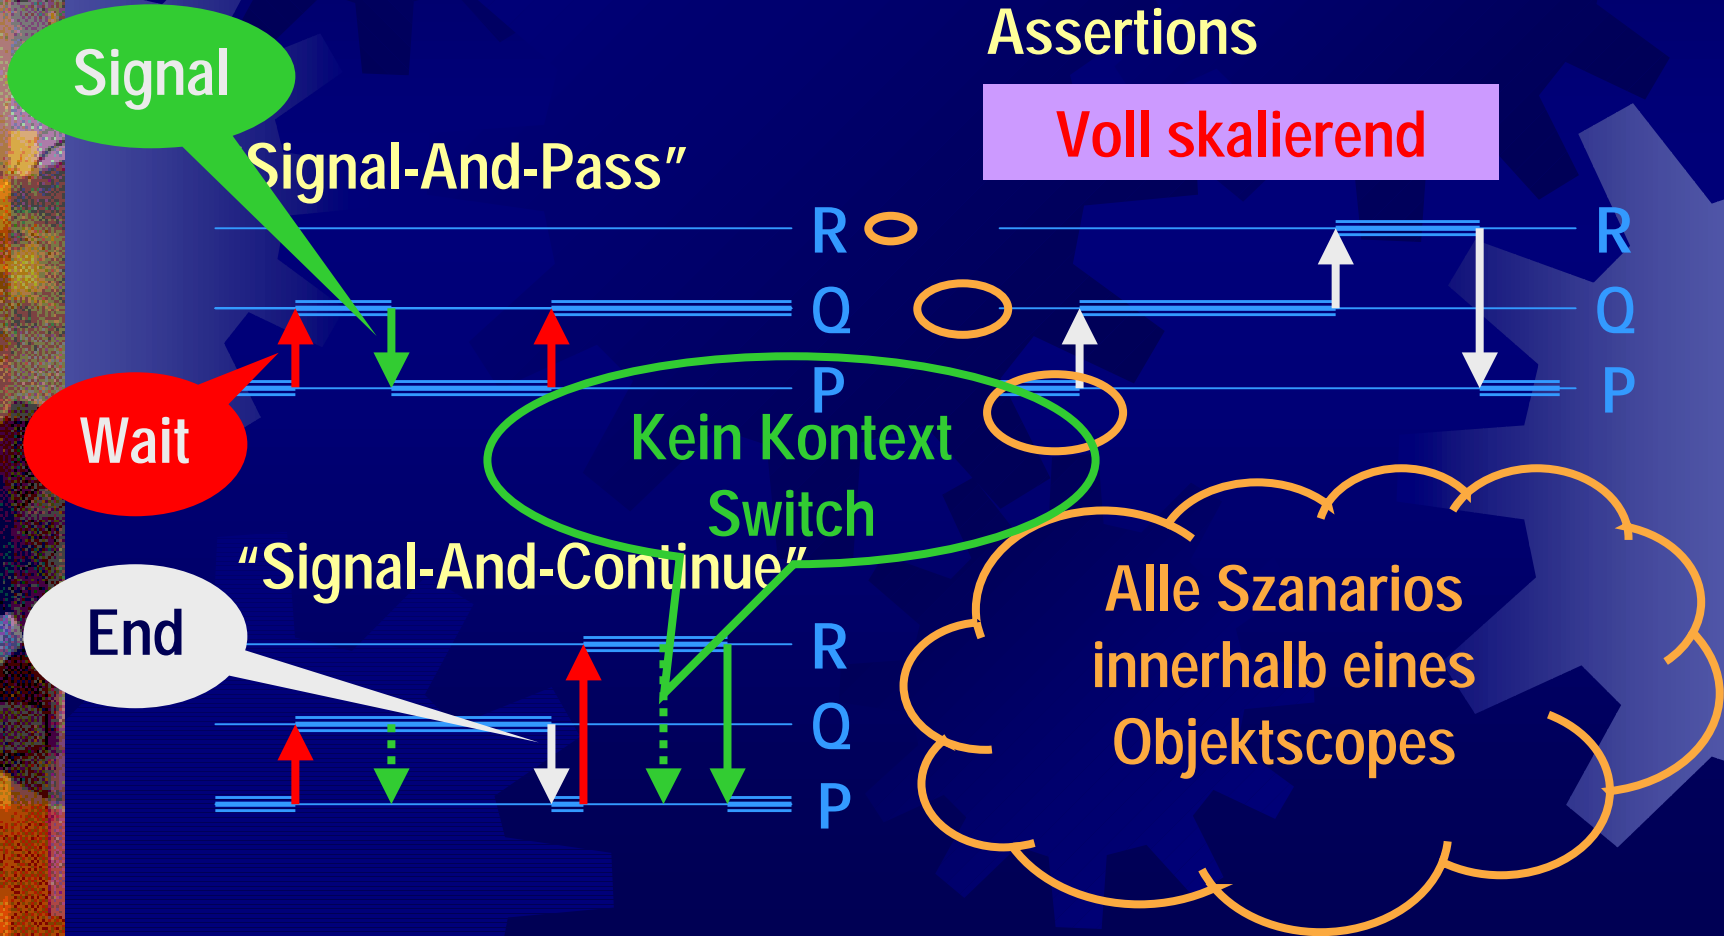 Signal
"Signal-And-Pass”
R
Q
P
Wait
Kein Kontext
Switch
“Signal-And-Continue”
End
R
Q
P
Assertions
Voll skalierend
R
Q
P
Alle Szanarios
innerhalb eines
Objektscopes